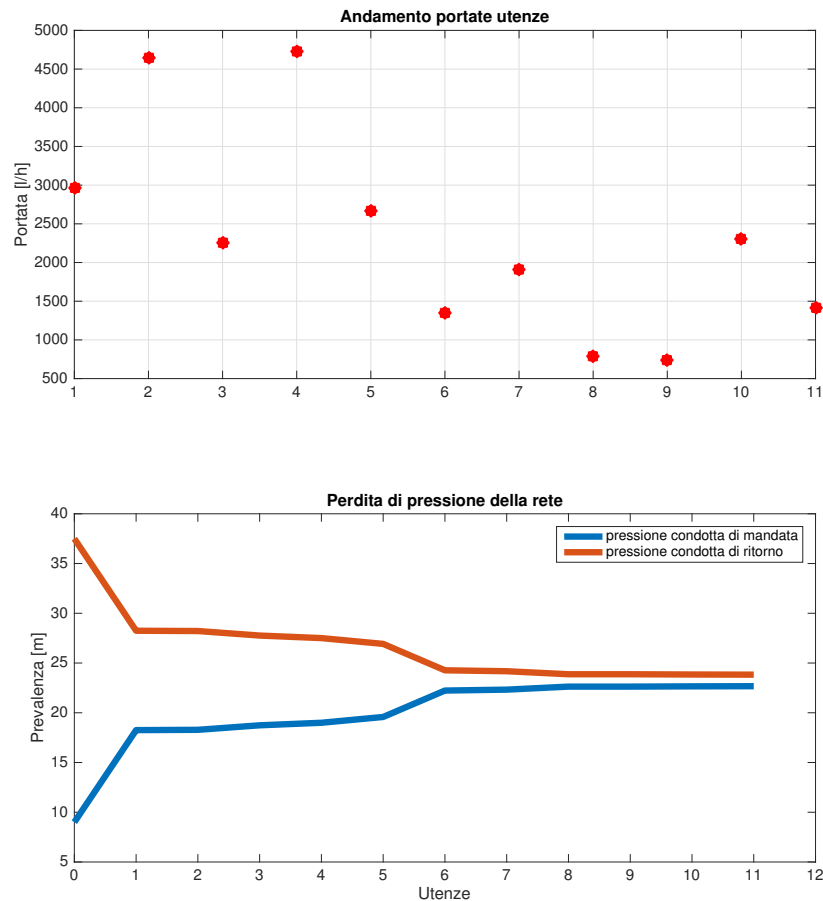 Andamento portate utenze
5000
4500
4000
3500
3000
2500
2000
1500
1000
500
Portata [l/h]
1 2 3 4 5 6 7 8 9 10 11
Perdita di pressione della rete
40
35
30
25
20
15
10
5
Prevalenza [m]
pressione condotta di mandata
pressione condotta di ritorno
0 1 2 3 4 5 6 7 8 9 10 11 12
Utenze